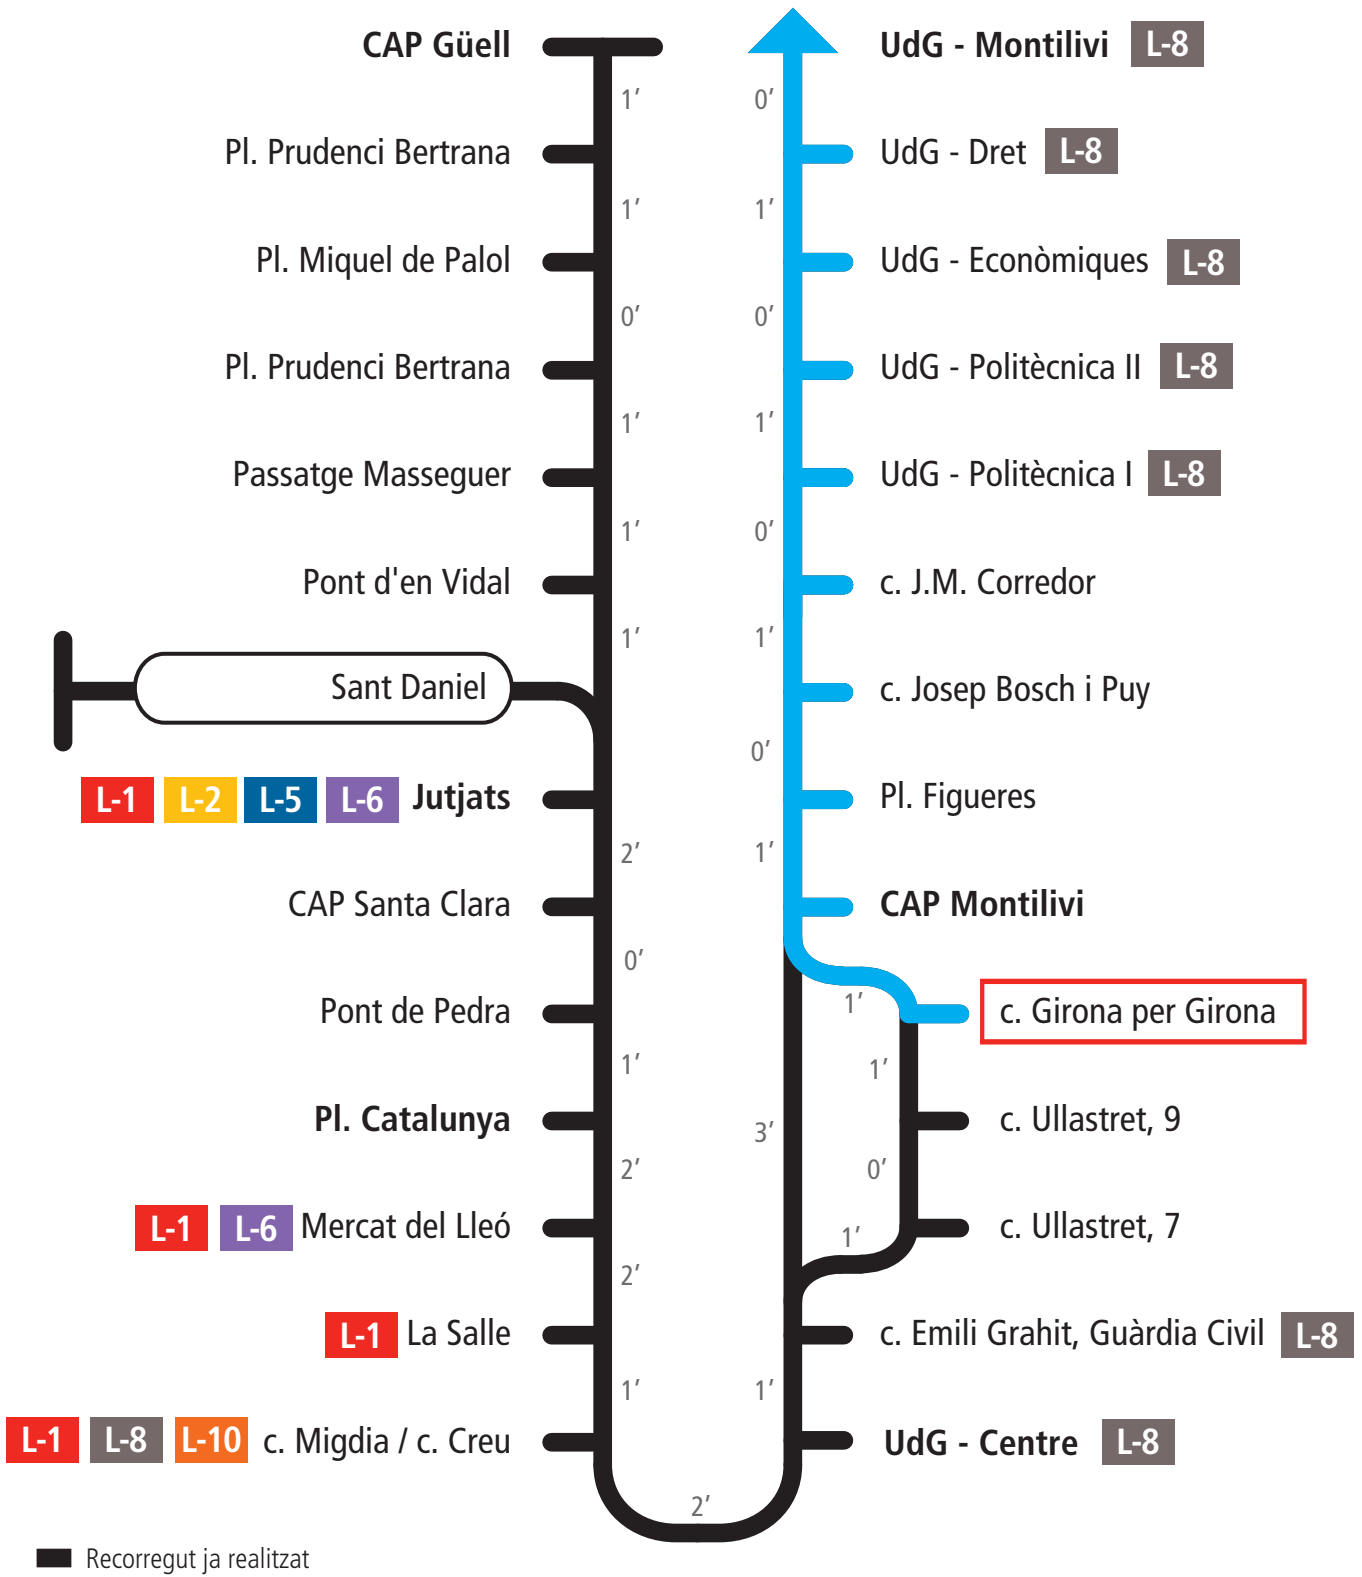 CAP Güell
1’
Pl. Prudenci Bertrana
1’
Pl. Miquel de Palol
0’
Pl. Prudenci Bertrana
1’
Passatge Masseguer
1’
Pont d'en Vidal
1’
Sant Daniel
L-1 L-2 L-5 L-6 Jutjats
2’
CAP Santa Clara
0’
Pont de Pedra
1’
Pl. Catalunya
2’
L-1 L-6 Mercat del Lleó
2’
L-1 La Salle
1’
L-1 L-8 L-10 c. Migdia / c. Creu
2’
UdG - Montilivi L-8
0’
UdG - Dret L-8
1’
UdG - Econòmiques L-8
0’
UdG - Politècnica II L-8
1’
UdG - Politècnica I L-8
0’
c. J.M. Corredor
1’
c. Josep Bosch i Puy
0’
Pl. Figueres
1’
CAP Montilivi
1’
c. Girona per Girona
1’
c. Ullastret, 9
3’
0’
c. Ullastret, 7
1’
c. Emili Grahit, Guàrdia Civil L-8
1’
UdG - Centre L-8
Recorregut ja realitzat